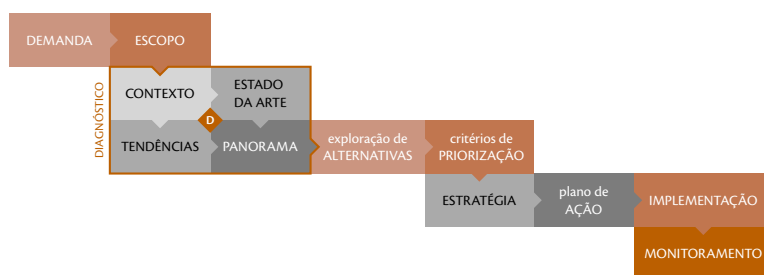 DEMANDA
ESCOPO
DIAGNÓSTICO
CONTEXTO
ESTADO
DA ARTE
D
TENDÊNCIAS
PANORAMA
exploração de
ALTERNATIVAS
critérios de
PRIORIZAÇÃO
ESTRATÉGIA
plano de
AÇÃO
IMPLEMENTAÇÃO
MONITORAMENTO